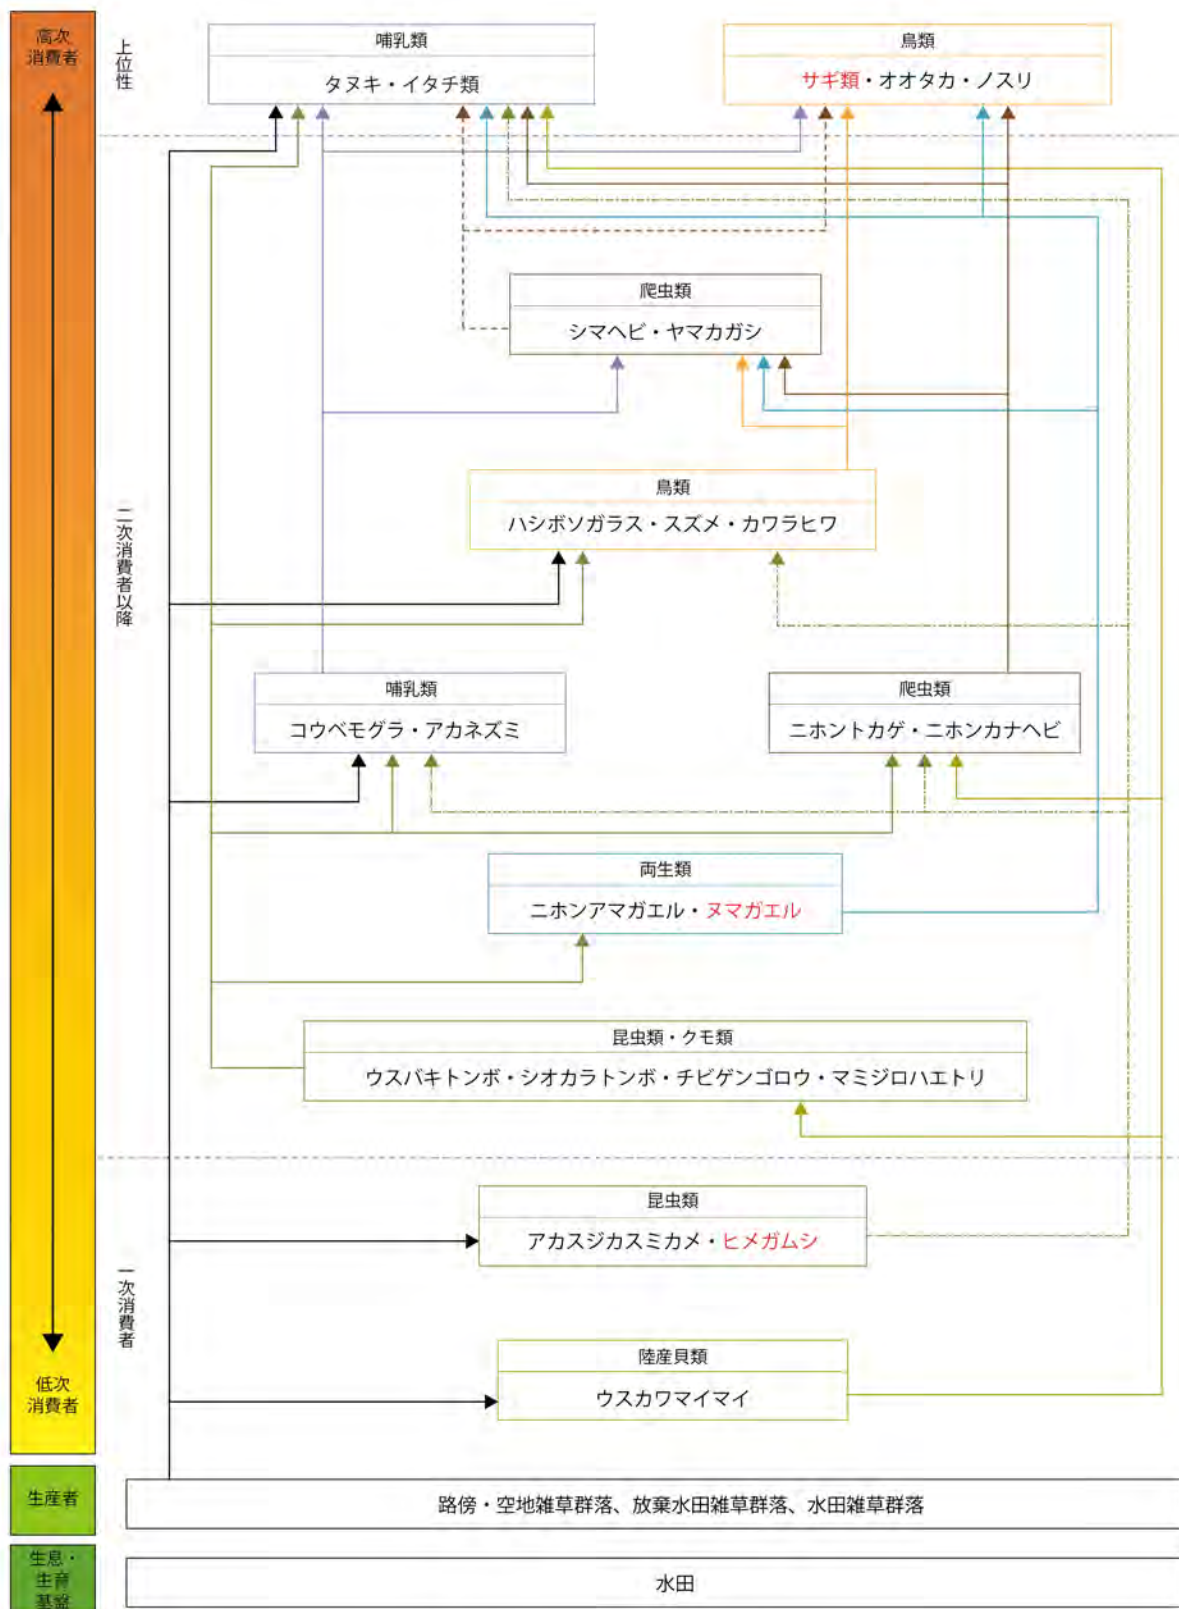 高次
消費者
上位性
哺乳類
タヌキ・イタチ類
鳥類
サギ類・オオタカ・ノスリ
爬虫類
シマヘビ・ヤマカガシ
鳥類
ハシボソガラス・スズメ・カワラヒワ
二次消費者以降
哺乳類
コウベモグラ・アカネズミ
爬虫類
ニホントカゲ・ニホンカナヘビ
両生類
ニホンアマガエル・ヌマガエル
昆虫類・クモ類
ウスバキトンボ・シオカラトンボ・チビゲンゴロウ・マミジロハエトリ
昆虫類
アカスジカスミカメ・ヒメガムシ
一次消費者
陸産貝類
ウスカワマイマイ
低次
消費者
生産者
路傍・空地雑草群落、放棄水田雑草群落、水田雑草群落
生息・
生育
基盤
水田